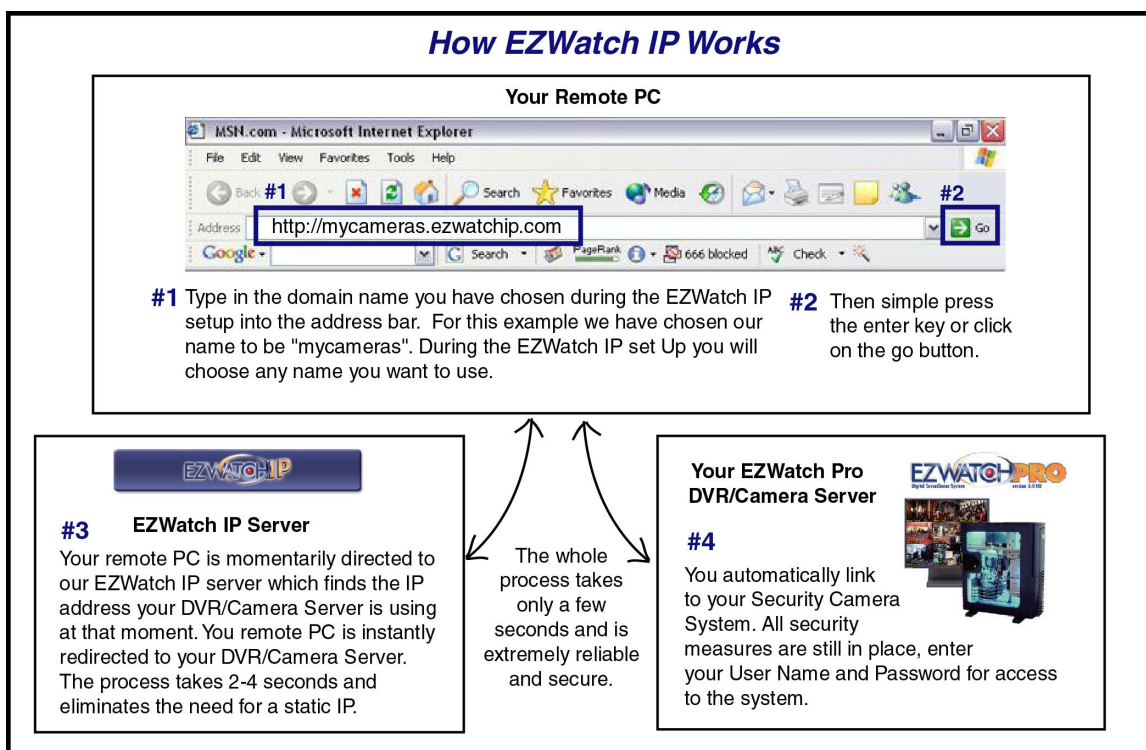 How EZWatch IP Works
Your Remote PC
MSN.com - Microsoft Internet Explorer
File Edit View Favorites Tools Help
Back #1 Search Favorites Media #2
Address http://mycameras.ezwatchip.com Go
Google Search PageRank 666 blocked ABC Check
#1 Type in the domain name you have chosen during the EZWatch IP
setup into the address bar. For this example we have chosen our
name to be "mycameras". During the EZWatch IP set Up you will
choose any name you want to use.
#2 Then simple press
the enter key or click
on the go button.
EZWATCH IP
#3 EZWatch IP Server
Your remote PC is momentarily directed to
our EZWatch IP server which finds the IP
address your DVR/Camera Server is using
at that moment. You remote PC is instantly
redirected to your DVR/Camera Server.
The process takes 2-4 seconds and
eliminates the need for a static IP.
The whole
process takes
only a few
seconds and is
extremely reliable
and secure.
Your EZWatch Pro
DVR/Camera Server
EZWATCH PRO
Digital Surveillance System version 3.0 HS
#4
You automatically link
to your Security Camera
System. All security
measures are still in place, enter
your User Name and Password for access
to the system.